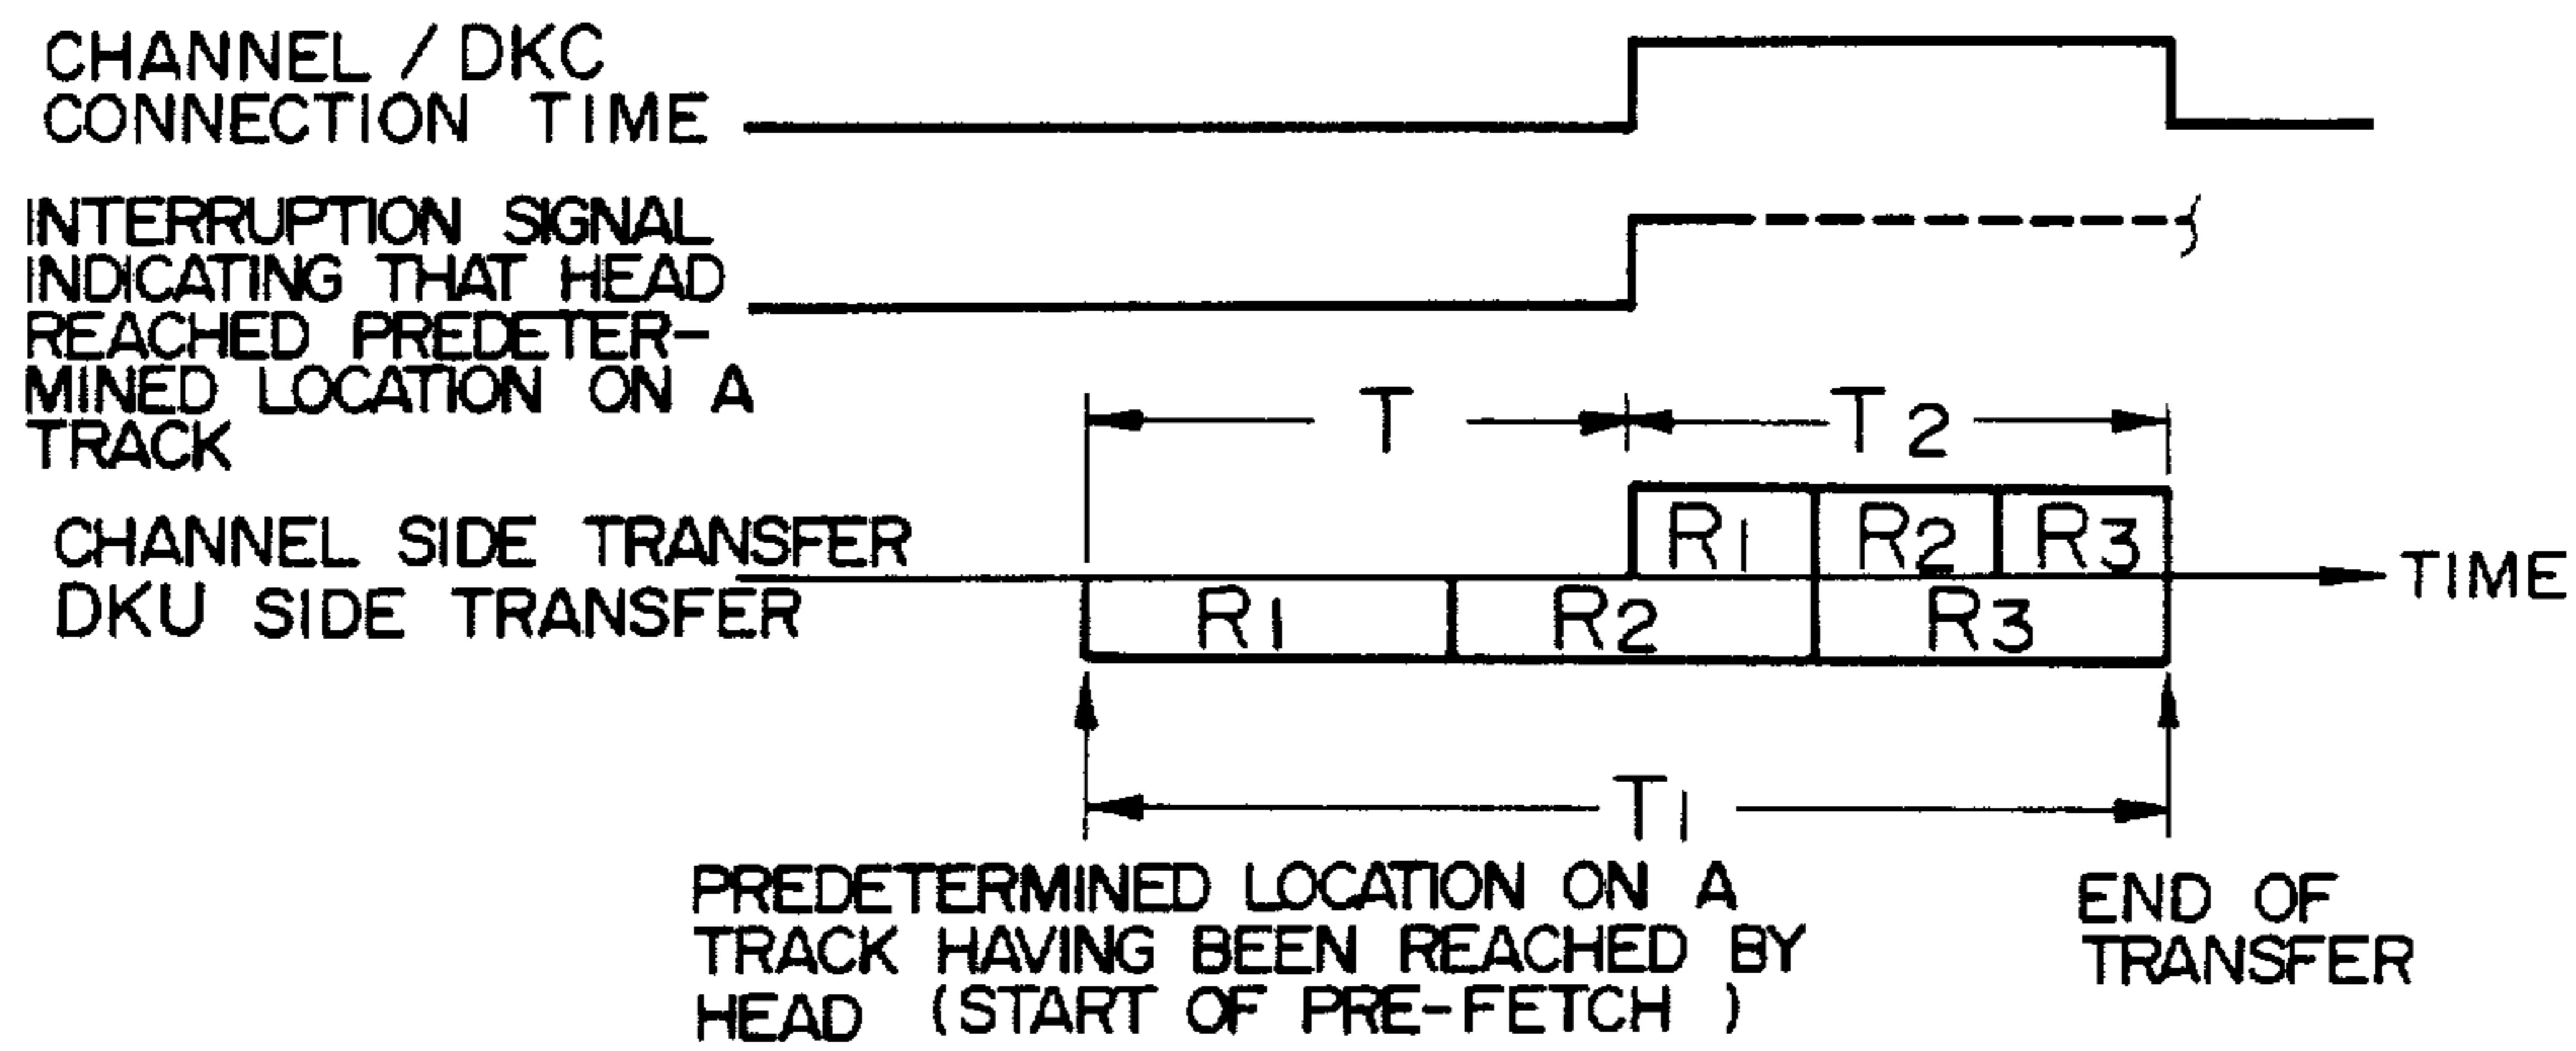 CHANNEL / DKC
CONNECTION TIME
INTERRUPTION SIGNAL
INDICATING THAT HEAD
REACHED PREDETER-
MINED LOCATION ON A
TRACK
T
T2
CHANNEL SIDE TRANSFER
R1 R2 R3
TIME
DKU SIDE TRANSFER
R1 R2 R3
T1
PREDETERMINED LOCATION ON A
TRACK HAVING BEEN REACHED BY
HEAD (START OF PRE-FETCH )
END OF
TRANSFER